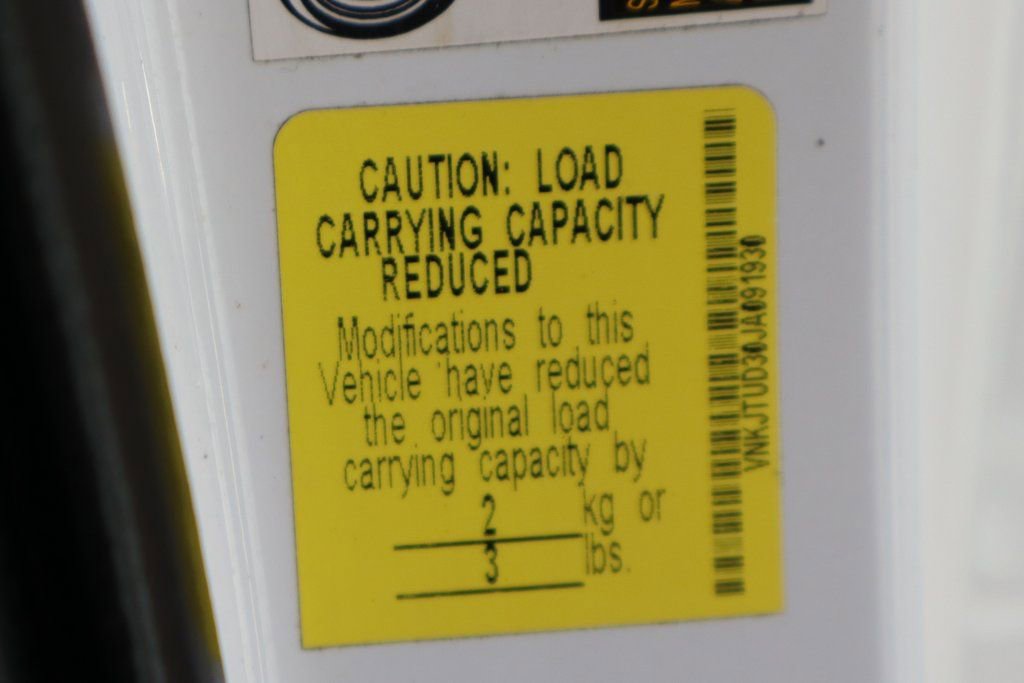 CAUTION: LOAD
CARRYING CAPACITY
REDUCED
Modifications to this
Vehicle have reduced
the original load
carrying capacity by
2 kg or
3 lbs.
VNKJTUD30JA091930